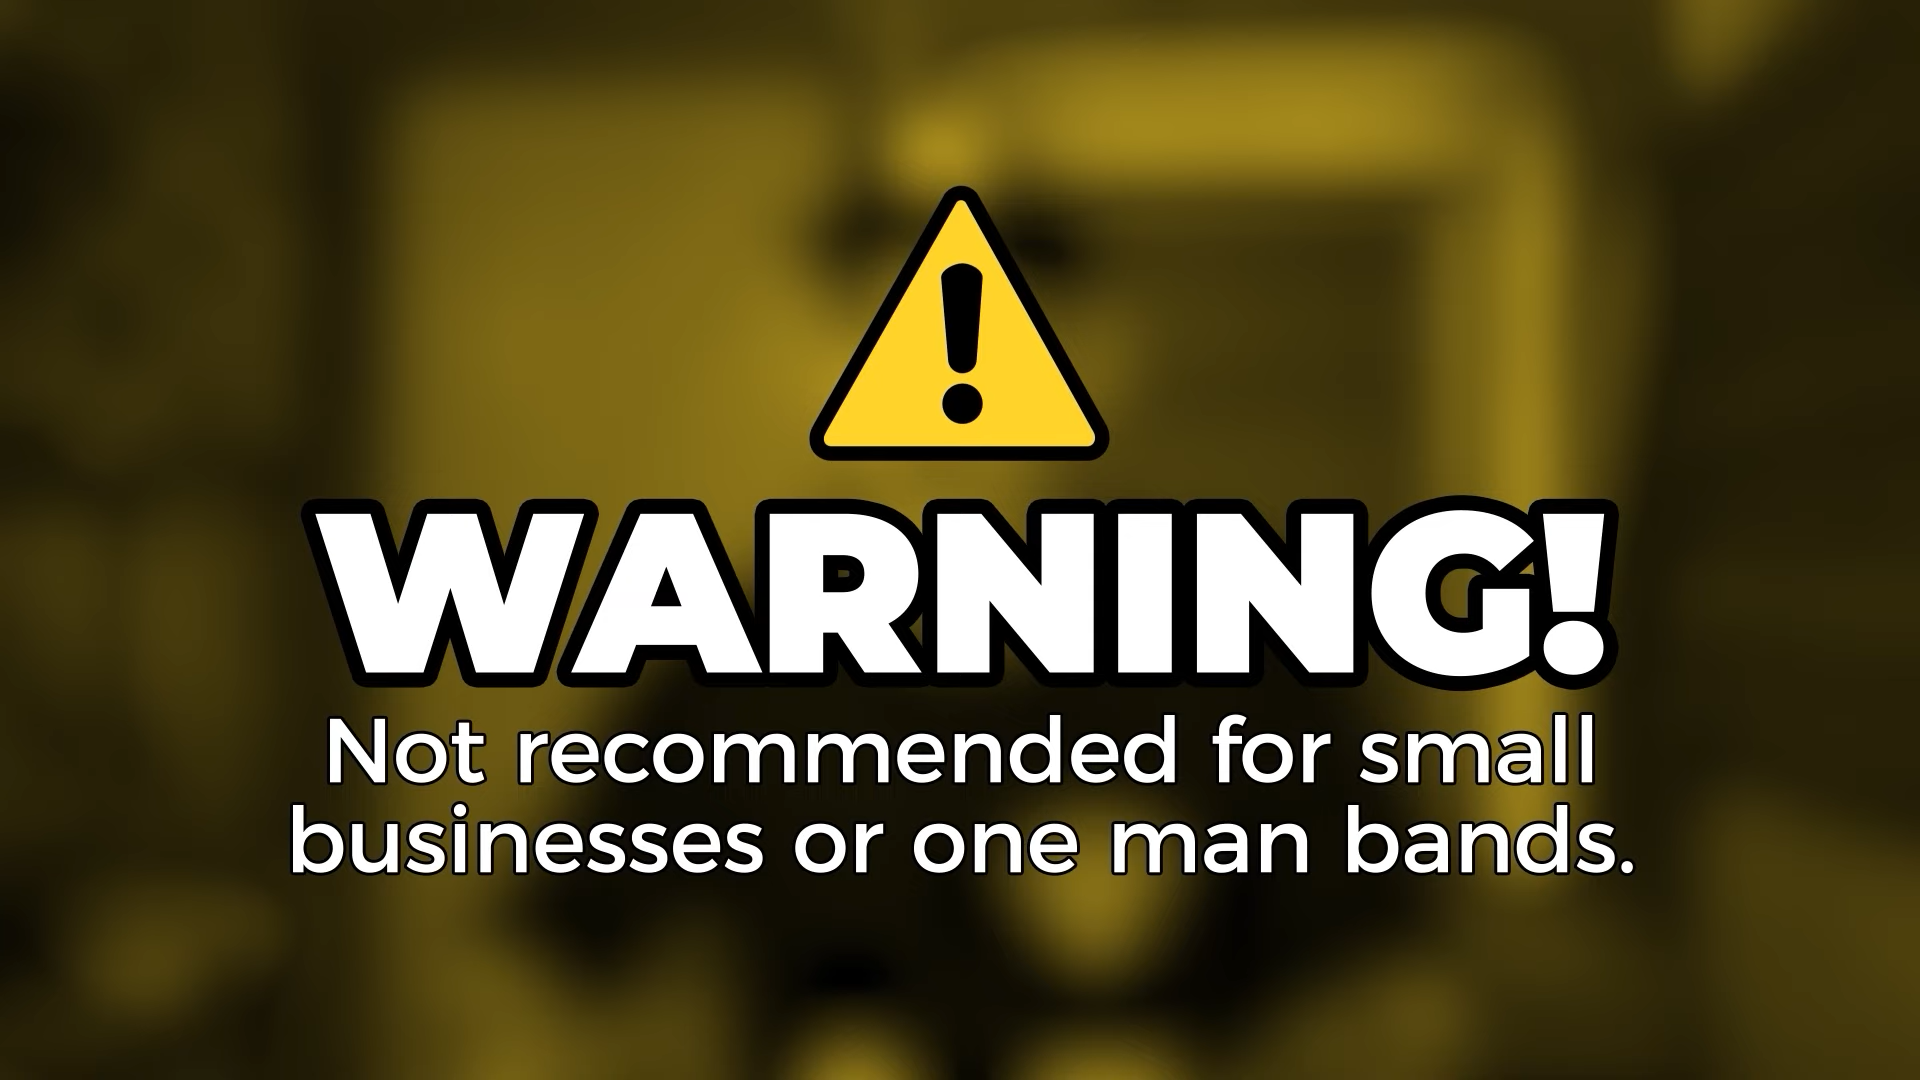 WARNING!
Not recommended for small
businesses or one man bands.